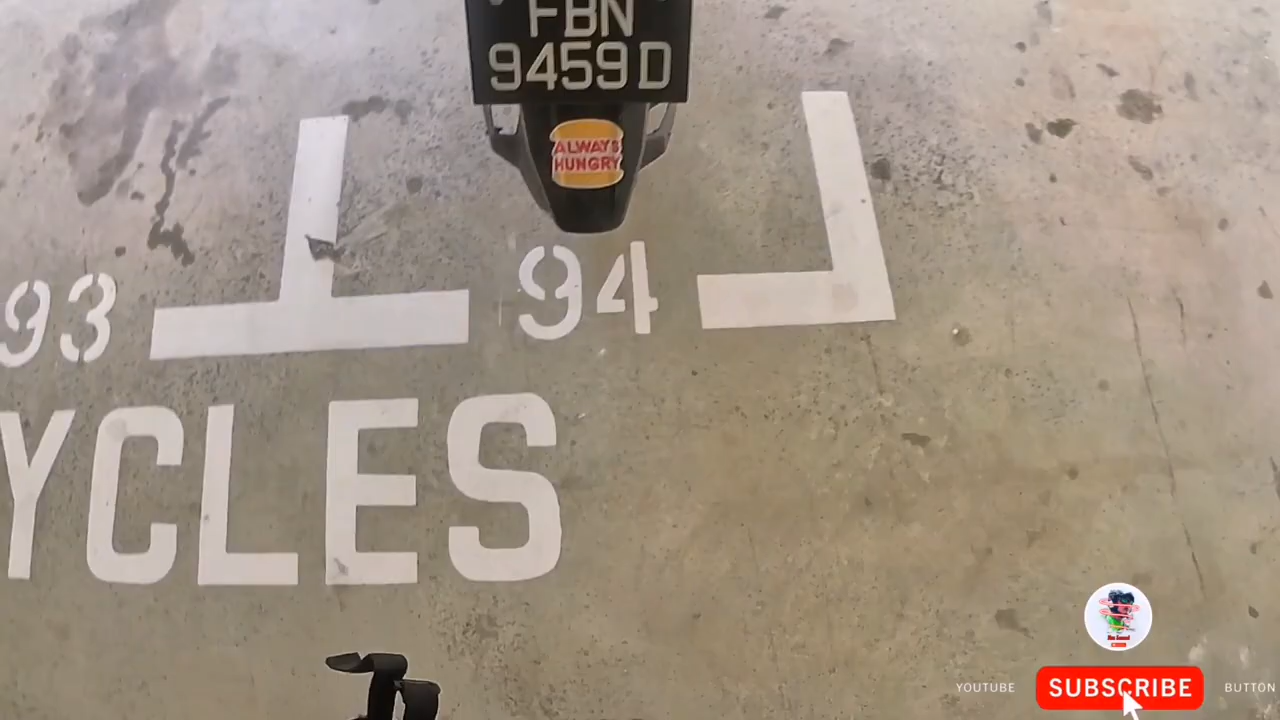 FBN
9459D
ALWAYS
HUNGRY
93
94
YCLES
YOUTUBE
SUBSCRIBE
BUTTON